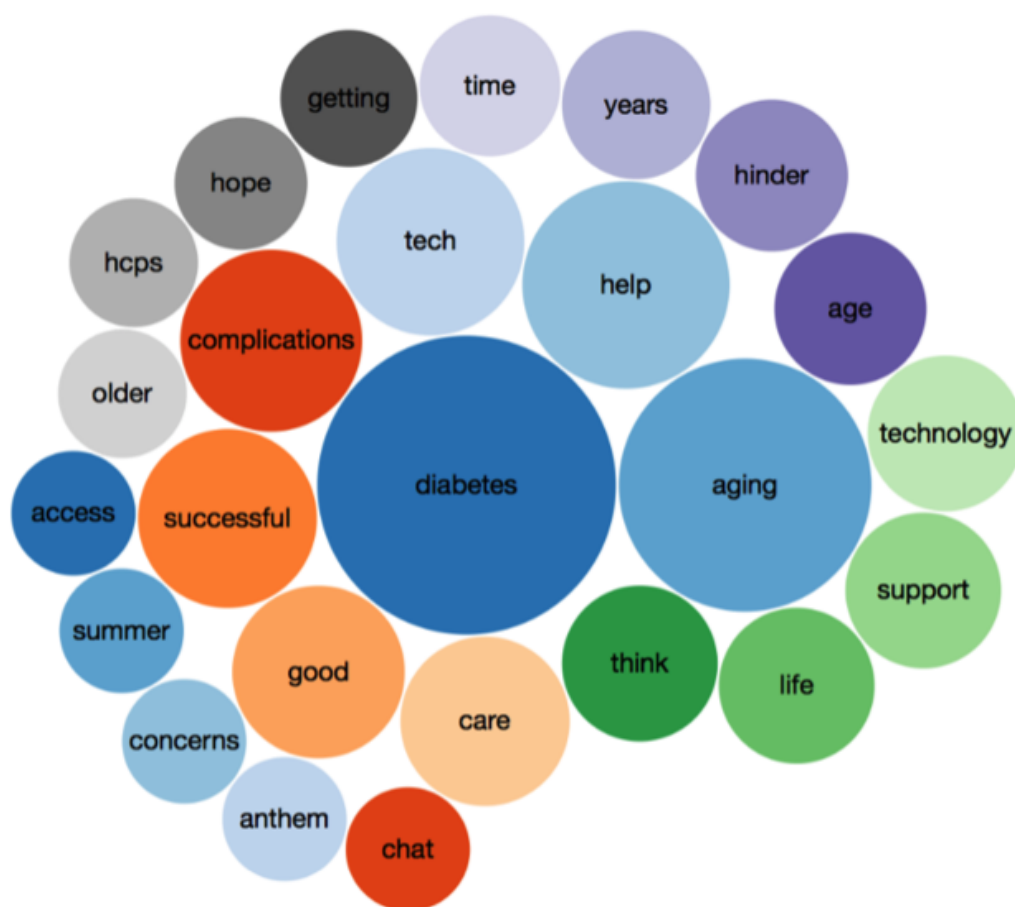 time
getting
years
hinder
hope
tech
hcps
help
age
complications
older
technology
diabetes
aging
access
successful
support
summer
think
good
life
care
concerns
anthem
chat